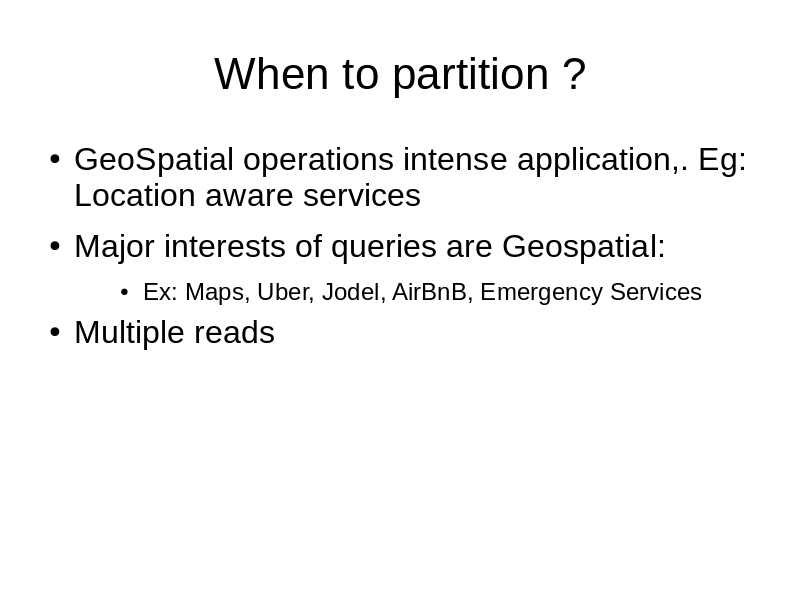 When to partition ?
• GeoSpatial operations intense application,. Eg:
Location aware services
• Major interests of queries are Geospatial:
• Ex: Maps, Uber, Jodel, AirBnB, Emergency Services
• Multiple reads